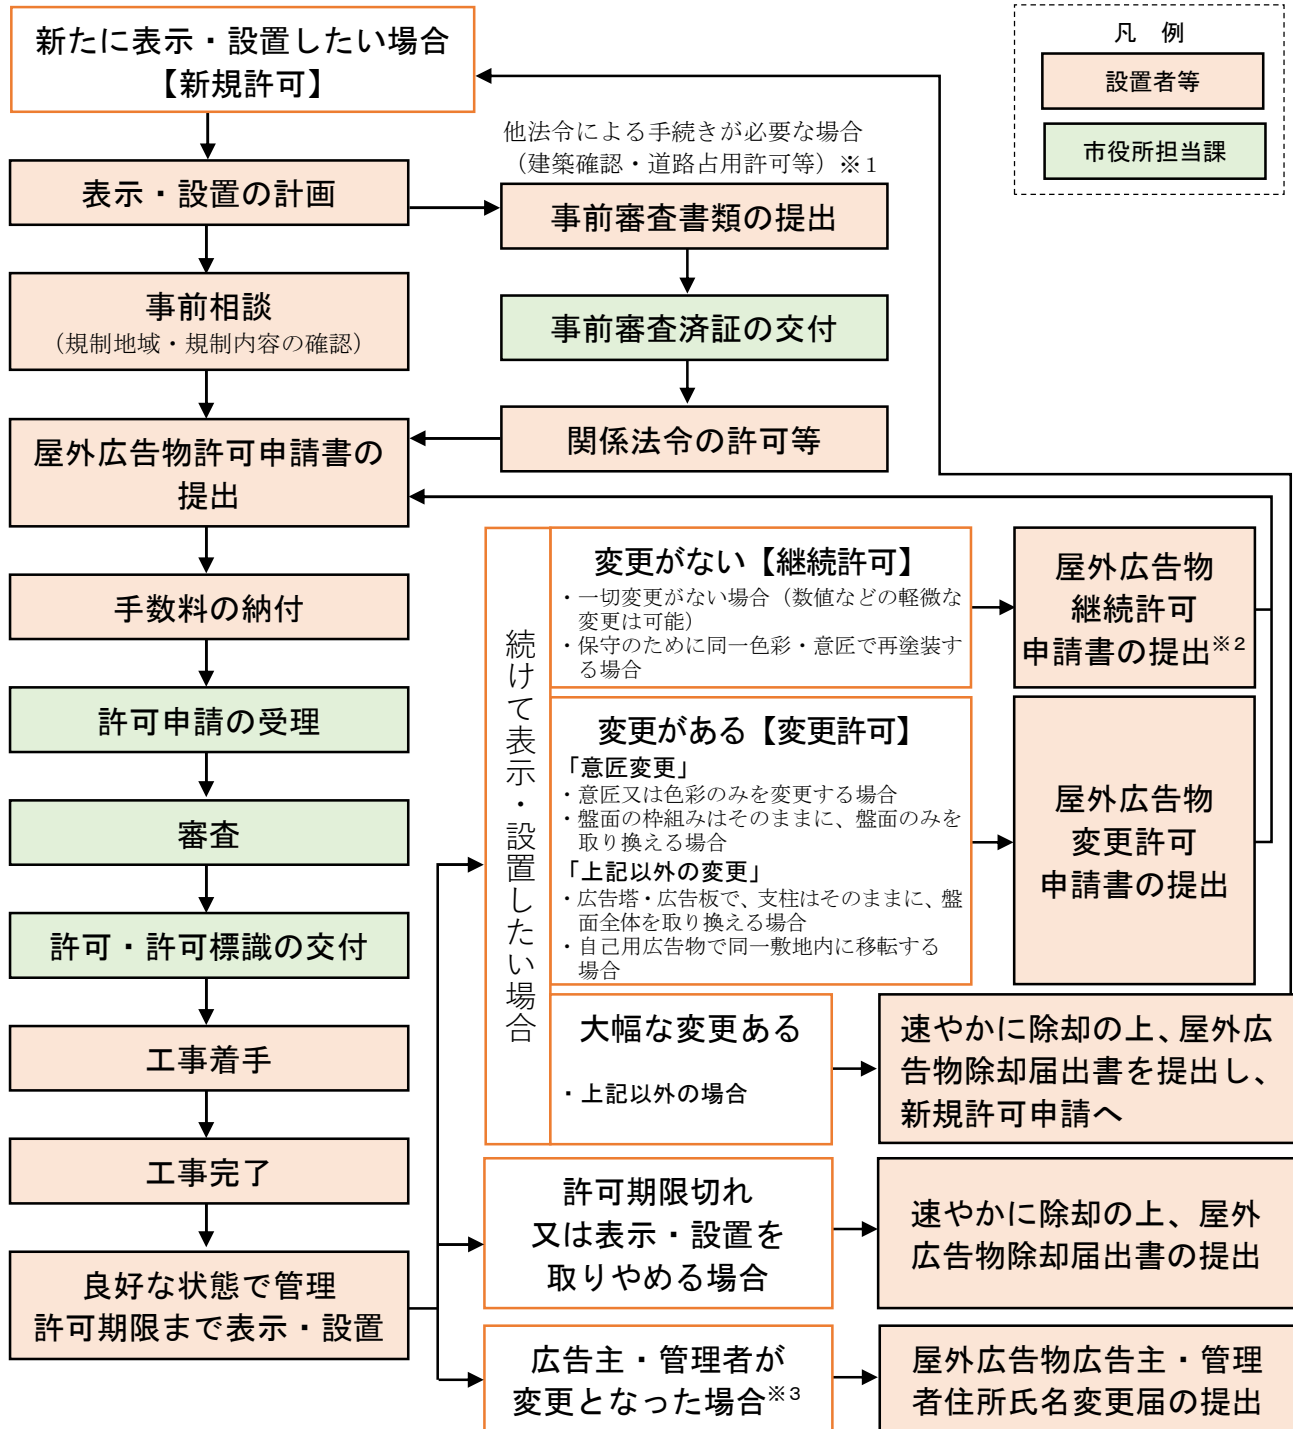 新たに表示・設置したい場合
【新規許可】
凡　例
設置者等
市役所担当課
表示・設置の計画
他法令による手続きが必要な場合
（建築確認・道路占用許可等）※1
事前審査書類の提出
事前相談
（規制地域・規制内容の確認）
事前審査済証の交付
関係法令の許可等
屋外広告物許可申請書の
提出
手数料の納付
許可申請の受理
審査
許可・許可標識の交付
工事着手
工事完了
良好な状態で管理
許可期限まで表示・設置
続けて表示・設置したい場合
変更がない【継続許可】
・一切変更がない場合（数値などの軽微な
変更は可能）
・保守のために同一色彩・意匠で再塗装す
る場合
屋外広告物
継続許可
申請書の提出※2
変更がある【変更許可】
「意匠変更」
・意匠又は色彩のみを変更する場合
・盤面の枠組みはそのままに、盤面のみを
取り換える場合
「上記以外の変更」
・広告塔・広告板で、支柱はそのままに、盤
面全体を取り換える場合
・自己用広告物で同一敷地内に移転する
場合
屋外広告物
変更許可
申請書の提出
大幅な変更ある
・上記以外の場合
速やかに除却の上、屋外広
告物除却届出書を提出し、
新規許可申請へ
許可期限切れ
又は表示・設置を
取りやめる場合
速やかに除却の上、屋外
広告物除却届出書の提出
広告主・管理者が
変更となった場合※3
屋外広告物広告主・管理
者住所氏名変更届の提出